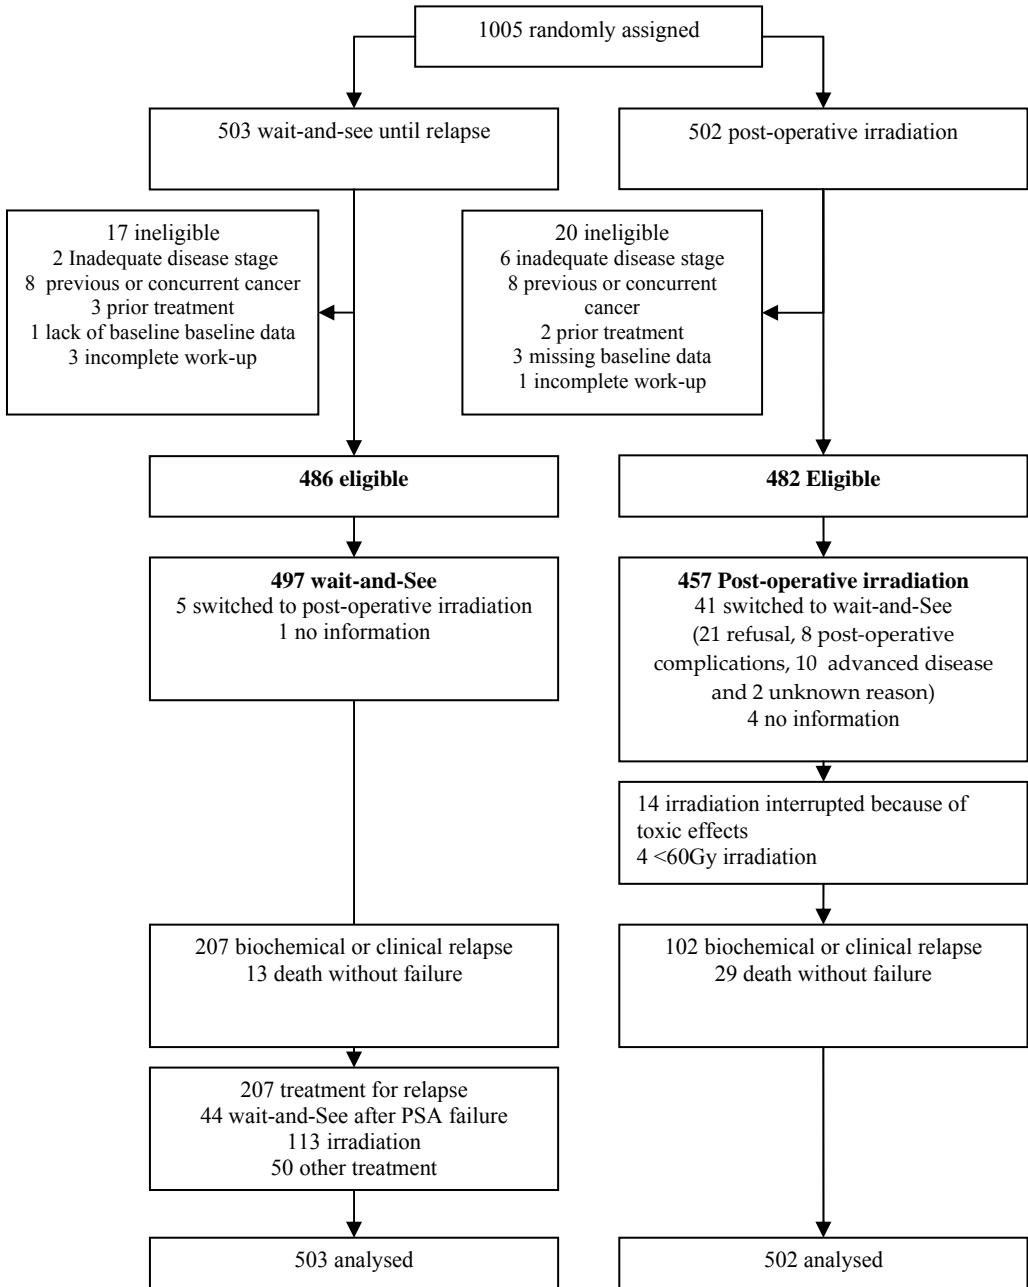 1005 randomly assigned
503 wait-and-see until relapse
502 post-operative irradiation
17 ineligible
2 Inadequate disease stage
8 previous or concurrent cancer
3 prior treatment
1 lack of baseline baseline data
3 incomplete work-up
20 ineligible
6 inadequate disease stage
8 previous or concurrent
cancer
2 prior treatment
3 missing baseline data
1 incomplete work-up
486 eligible
482 Eligible
497 wait-and-See
5 switched to post-operative irradiation
1 no information
457 Post-operative irradiation
41 switched to wait-and-See
(21 refusal, 8 post-operative
complications, 10 advanced disease
and 2 unknown reason)
4 no information
14 irradiation interrupted because of
toxic effects
4 <60Gy irradiation
207 biochemical or clinical relapse
13 death without failure
102 biochemical or clinical relapse
29 death without failure
207 treatment for relapse
44 wait-and-See after PSA failure
113 irradiation
50 other treatment
503 analysed
502 analysed